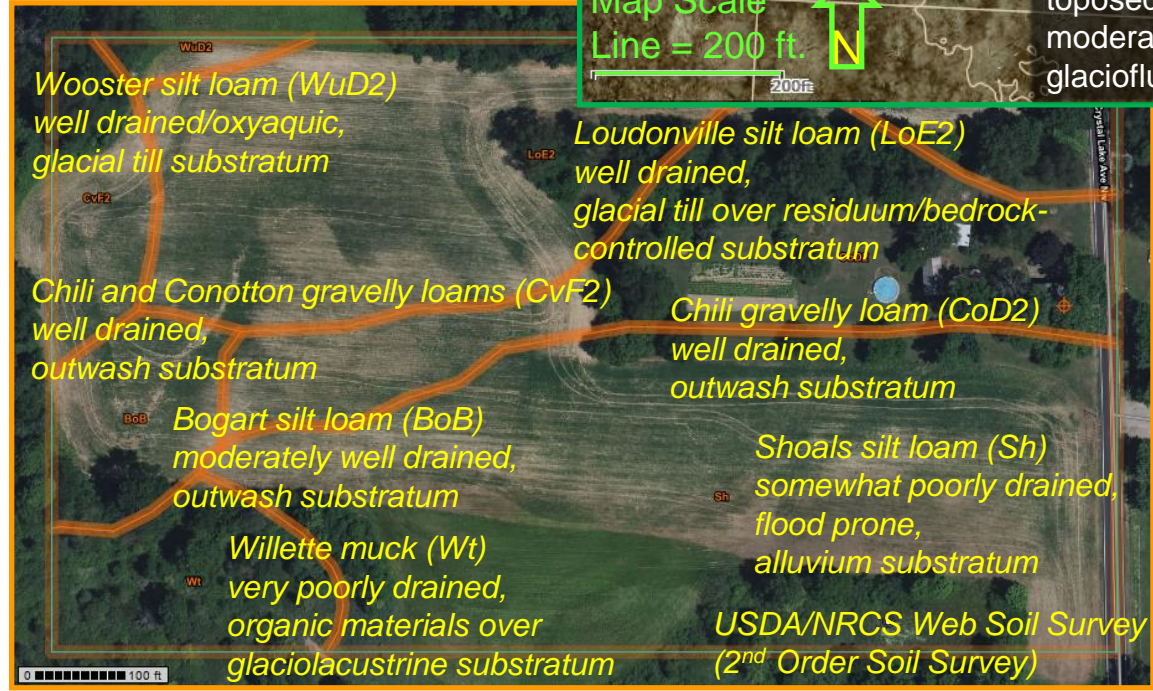 Map Scale
Line = 200 ft.
N
200ft
toposed
modera
glacioflu
WuD2
Wooster silt loam (WuD2)
well drained/oxyaquic,
glacial till substratum
LoE2
Loudonville silt loam (LoE2)
well drained,
glacial till over residuum/bedrock-
controlled substratum
Crystal Lake Ave NW
CvF2
Chili and Conotton gravelly loams (CvF2)
well drained,
outwash substratum
Chili gravelly loam (CoD2)
well drained,
outwash substratum
BoB
Bogart silt loam (BoB)
moderately well drained,
outwash substratum
Shoals silt loam (Sh)
somewhat poorly drained,
flood prone,
alluvium substratum
Sh
Willette muck (Wt)
very poorly drained,
organic materials over
glaciolacustrine substratum
Wt
USDA/NRCS Web Soil Survey
(2nd Order Soil Survey)
0 100 ft